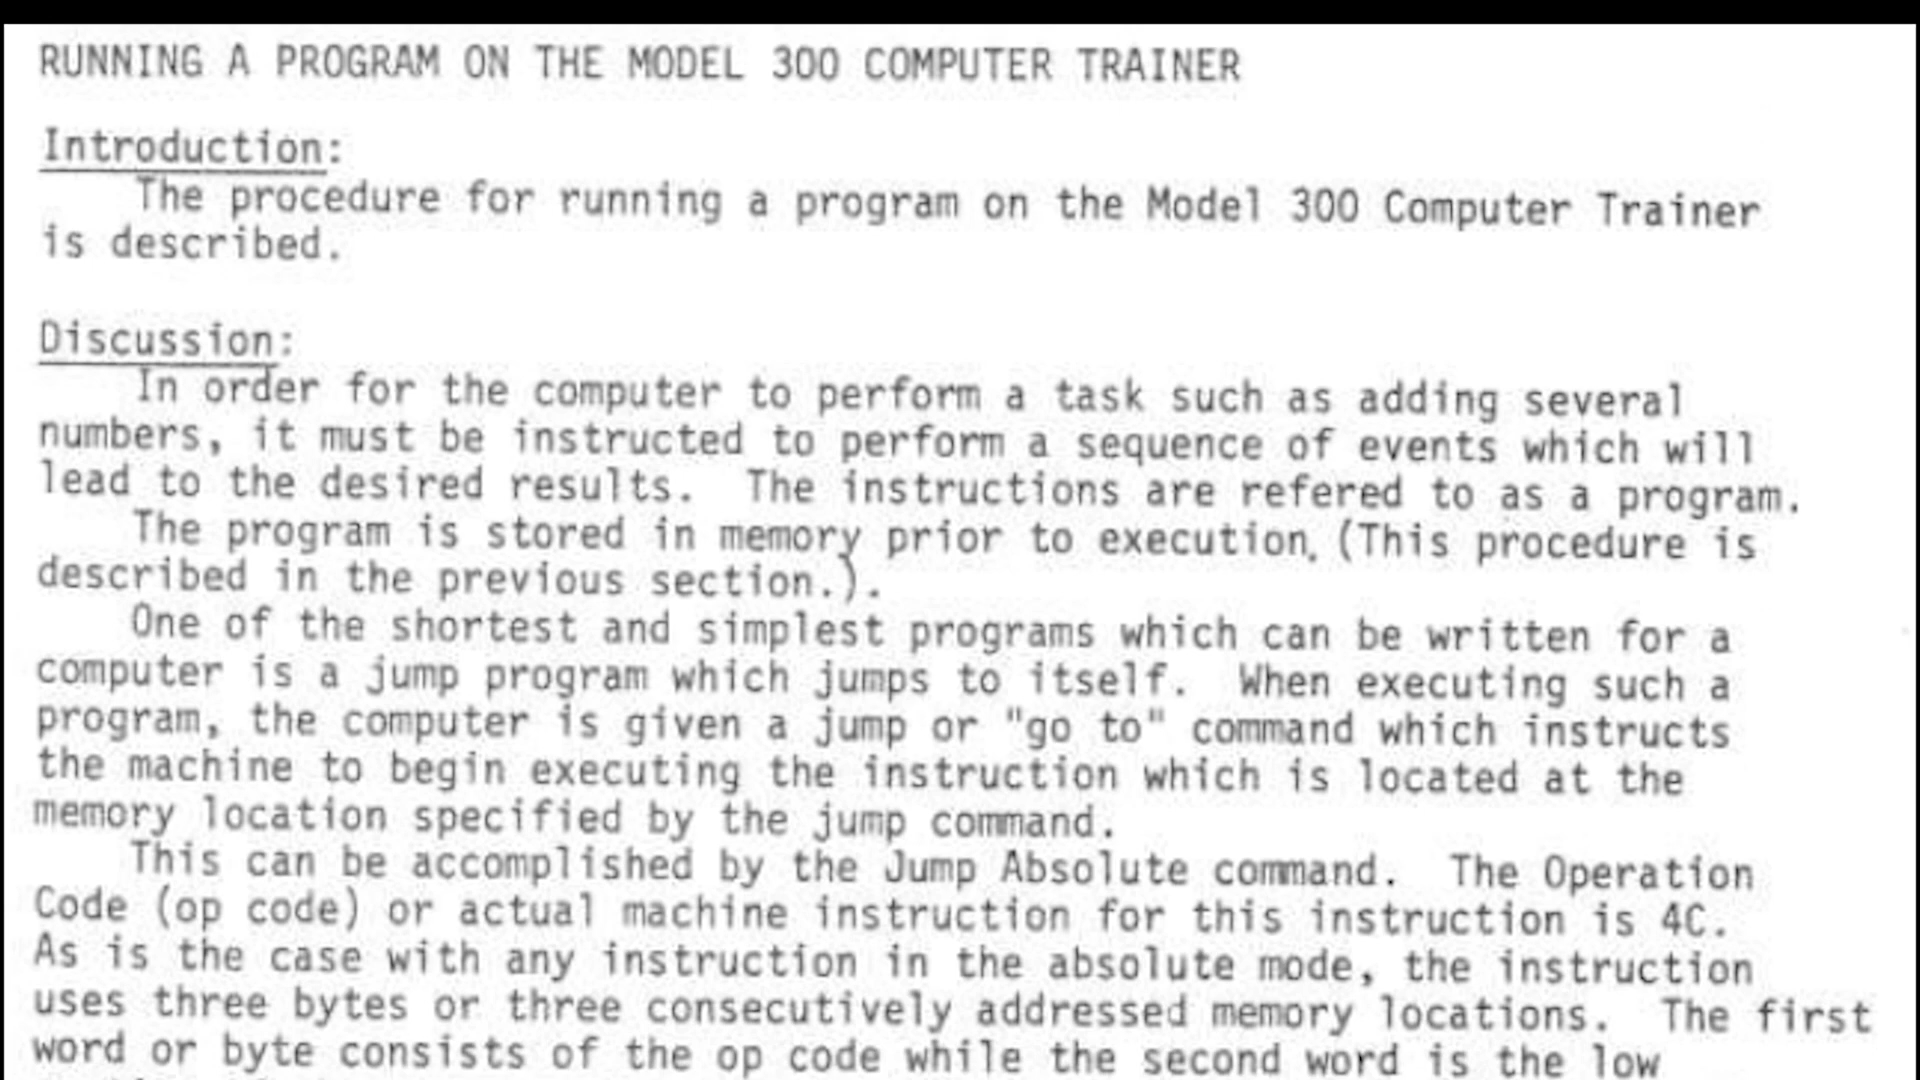 RUNNING A PROGRAM ON THE MODEL 300 COMPUTER TRAINER
Introduction:
The procedure for running a program on the Model 300 Computer Trainer
is described.
Discussion:
In order for the computer to perform a task such as adding several
numbers, it must be instructed to perform a sequence of events which will
lead to the desired results. The instructions are refered to as a program.
The program is stored in memory prior to execution. (This procedure is
described in the previous section.).
One of the shortest and simplest programs which can be written for a
computer is a jump program which jumps to itself. When executing such a
program, the computer is given a jump or "go to" command which instructs
the machine to begin executing the instruction which is located at the
memory location specified by the jump command.
This can be accomplished by the Jump Absolute command. The Operation
Code (op code) or actual machine instruction for this instruction is 4C.
As is the case with any instruction in the absolute mode, the instruction
uses three bytes or three consecutively addressed memory locations. The first
word or byte consists of the op code while the second word is the low